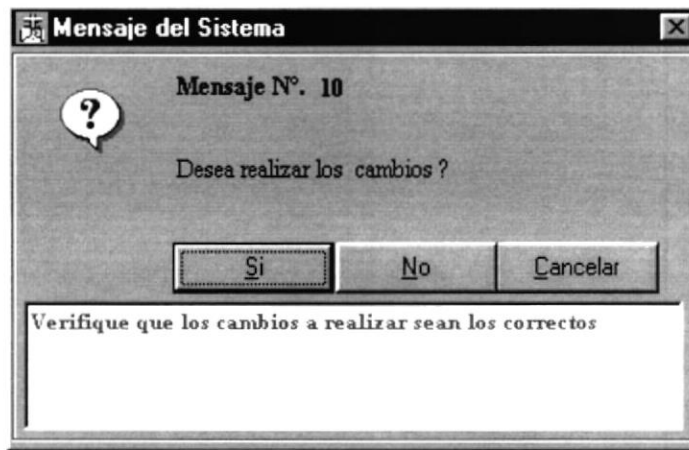 Mensaje del Sistema
Mensaje N°. 10
?
Desea realizar los cambios ?
Si No Cancelar
Verifique que los cambios a realizar sean los correctos